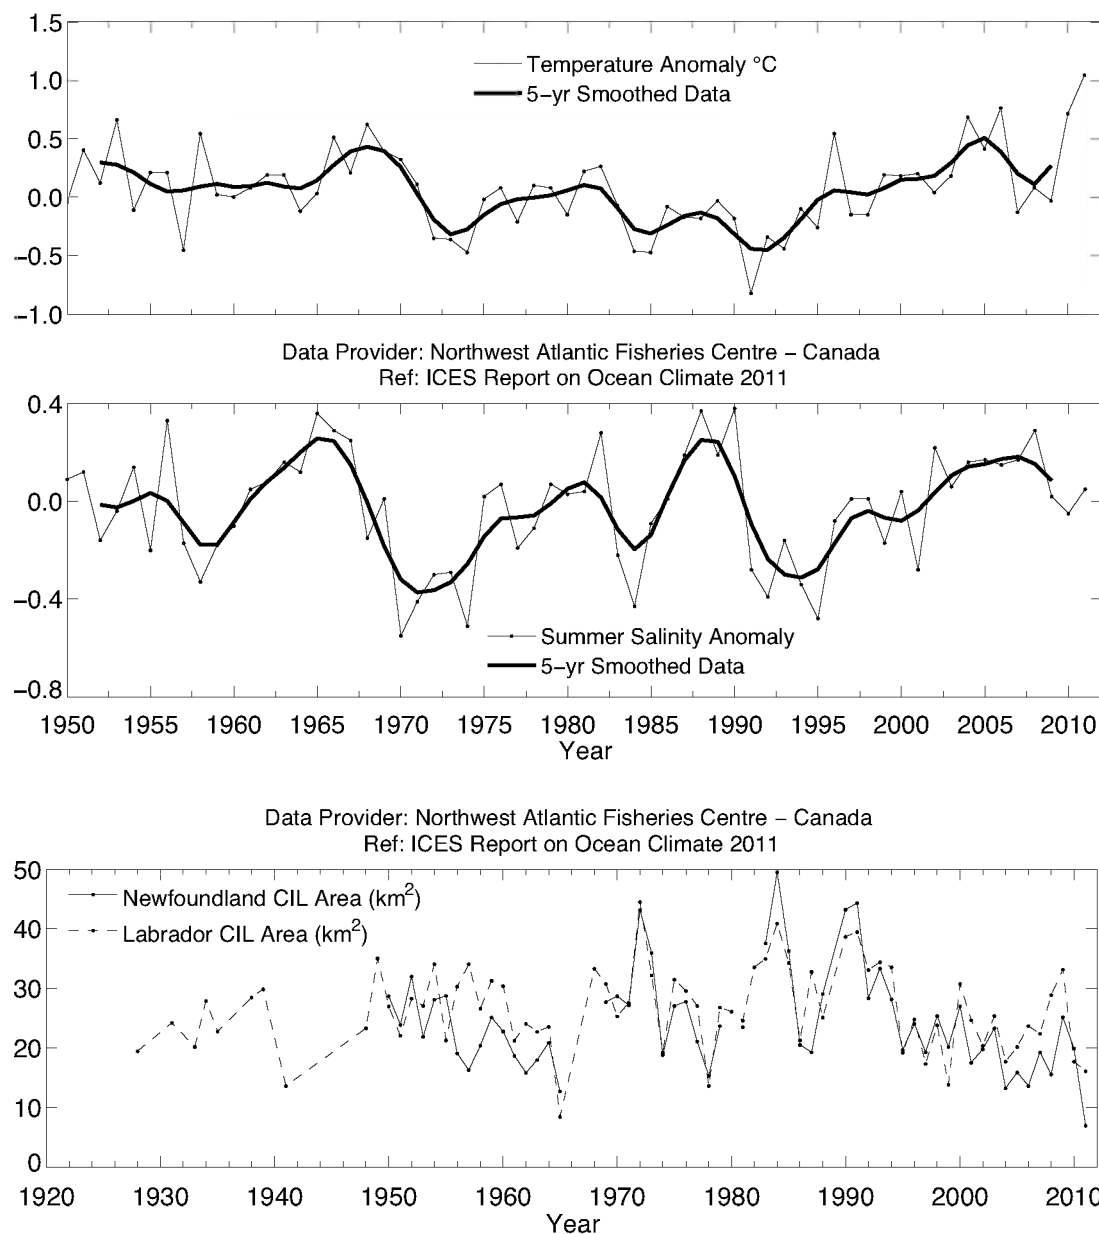 1.5
1.0
0.5
0.0
-0.5
-1.0
Temperature Anomaly °C
5-yr Smoothed Data
Data Provider: Northwest Atlantic Fisheries Centre – Canada
Ref: ICES Report on Ocean Climate 2011
0.4
0.0
-0.4
-0.8
Summer Salinity Anomaly
5-yr Smoothed Data
1950 1955 1960 1965 1970 1975 1980 1985 1990 1995 2000 2005 2010
Year
Data Provider: Northwest Atlantic Fisheries Centre – Canada
Ref: ICES Report on Ocean Climate 2011
50
40
30
20
10
0
Newfoundland CIL Area (km²)
Labrador CIL Area (km²)
1920 1930 1940 1950 1960 1970 1980 1990 2000 2010
Year